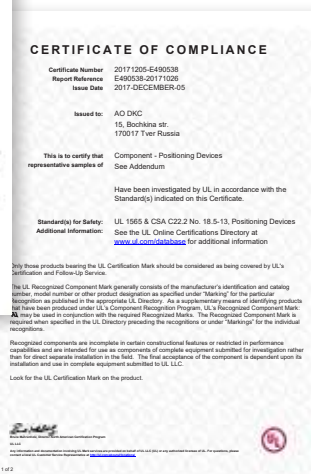 CERTIFICATE OF COMPLIANCE
Certificate Number 20171205-E490538
Report Reference E490538-20171026
Issue Date 2017-DECEMBER-05
Issued to: AO DKC
15, Bochkina str.
170017 Tver Russia
This is to certify that Component - Positioning Devices
representative samples of See Addendum
Have been investigated by UL in accordance with the
Standard(s) indicated on this Certificate.
Standard(s) for Safety: UL 1565 & CSA C22.2 No. 18.5-13, Positioning Devices
Additional Information: See the UL Online Certifications Directory at
www.ul.com/database for additional information
Only those products bearing the UL Certification Mark should be considered as being covered by UL's
Certification and Follow-Up Service.
The UL Recognized Component Mark generally consists of the manufacturer's identification and catalog
number, model number or other product designation as specified under "Marking" for the particular
Recognition as published in the appropriate UL Directory. As a supplementary means of identifying products
that have been produced under UL's Component Recognition Program, UL's Recognized Component Mark:
may be used in conjunction with the required Recognized Marks. The Recognized Component Mark is
required when specified in the UL Directory preceding the recognitions or under "Markings" for the individual
recognitions.
Recognized components are incomplete in certain constructional features or restricted in performance
capabilities and are intended for use as components of complete equipment submitted for investigation rather
than for direct separate installation in the field. The final acceptance of the component is dependent upon its
installation and use in complete equipment submitted to UL LLC.
Look for the UL Certification Mark on the product.
UL LLC
UL
1 of 2